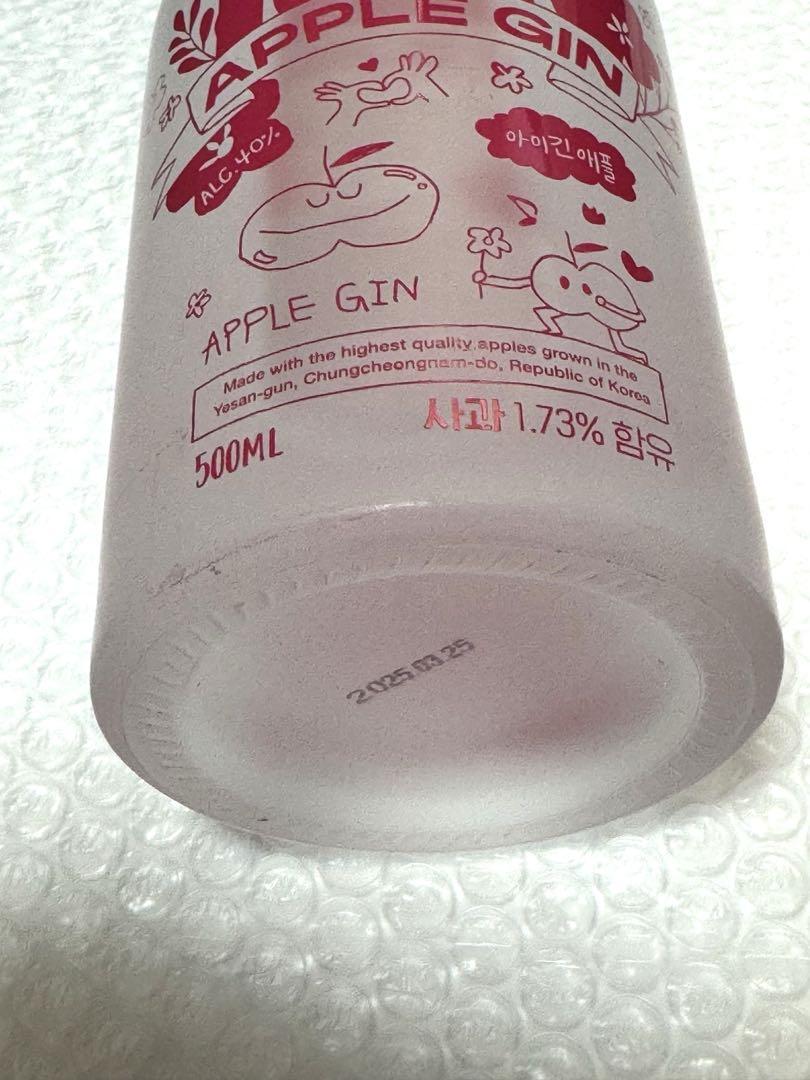 APPLE GIN
ALC. 40%
아이긴애플
APPLE GIN
Made with the highest quality apples grown in the
Yesan-gun, Chungcheongnam-do, Republic of Korea
사과 1.73% 함유
500ML
2025.03.25